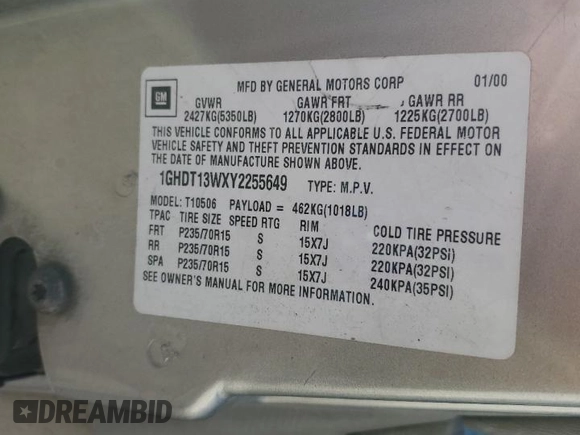 GM
MFD BY GENERAL MOTORS CORP 01/00
GVWR GAWR FRT GAWR RR
2427KG(5350LB) 1270KG(2800LB) 1225KG(2700LB)
THIS VEHICLE CONFORMS TO ALL APPLICABLE U.S. FEDERAL MOTOR
VEHICLE SAFETY AND THEFT PREVENTION STANDARDS IN EFFECT ON
THE DATE OF MANUFACTURE SHOWN ABOVE.
1GHDT13WXY2255649 TYPE: M.P.V.
MODEL: T10506 PAYLOAD = 462KG(1018LB)
TPAC TIRE SIZE SPEED RTG RIM COLD TIRE PRESSURE
FRT P235/70R15 S 15X7J 220KPA(32PSI)
RR P235/70R15 S 15X7J 220KPA(32PSI)
SPA P235/70R15 S 15X7J 240KPA(35PSI)
SEE OWNER'S MANUAL FOR MORE INFORMATION.
DREAMBID